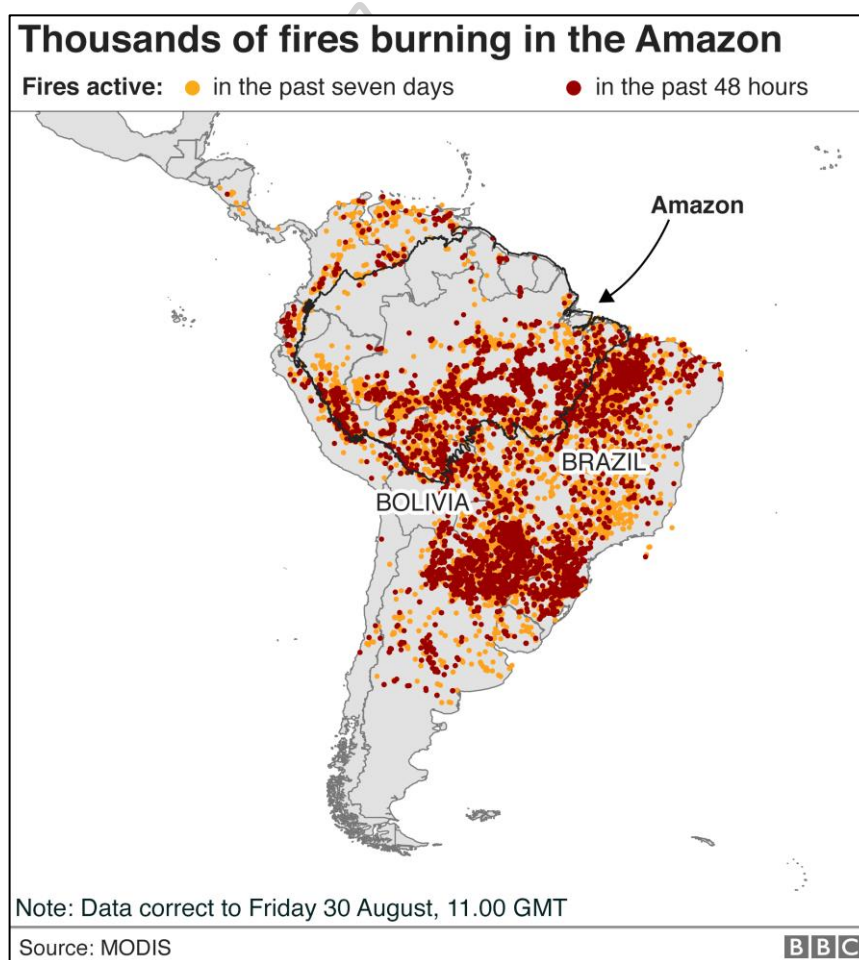 Thousands of fires burning in the Amazon
Fires active: in the past seven days in the past 48 hours
Amazon
BRAZIL
BOLIVIA
Note: Data correct to Friday 30 August, 11.00 GMT
Source: MODIS BBC